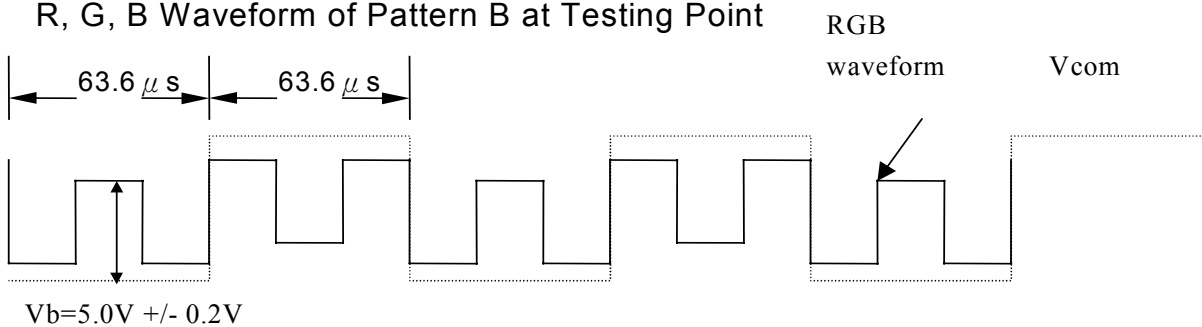 R, G, B Waveform of Pattern B at Testing Point
RGB
waveform
Vcom
63.6 μ s
63.6 μ s
Vb=5.0V +/- 0.2V